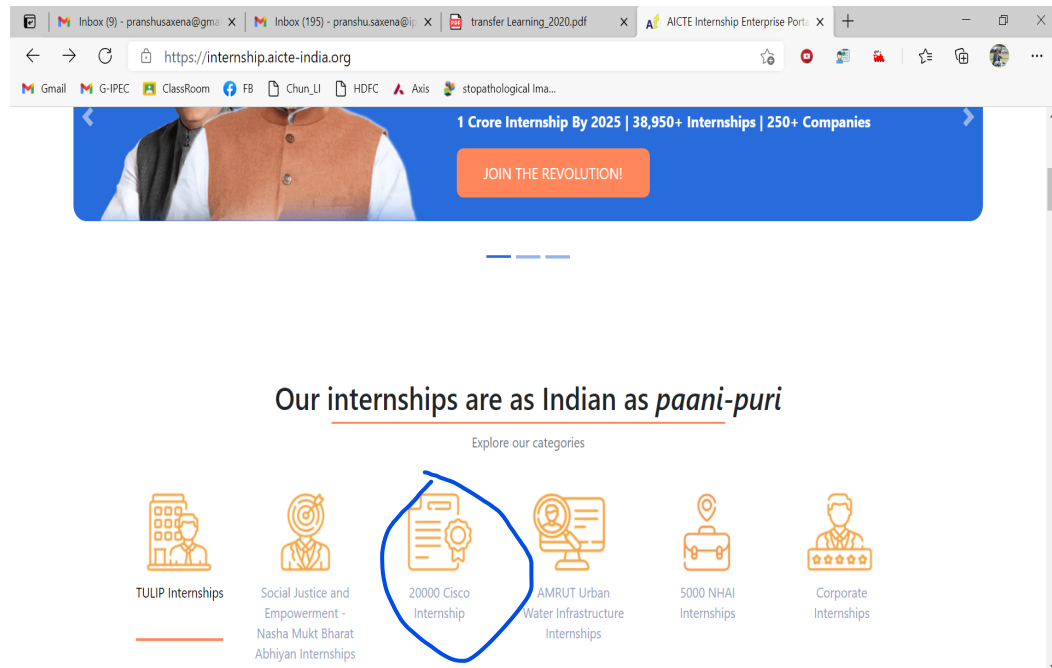 Inbox (9) - pranshusaxena@gma
Inbox (195) - pranshu.saxena@ip
transfer Learning_2020.pdf
AICTE Internship Enterprise Porta
https://internship.aicte-india.org
Gmail
G-IPEC
ClassRoom
FB
Chun_LI
HDFC
Axis
stopathological Ima...
1 Crore Internship By 2025 | 38,950+ Internships | 250+ Companies
JOIN THE REVOLUTION!
Our internships are as Indian as paani-puri
Explore our categories
TULIP Internships
Social Justice and
Empowerment -
Nasha Mukt Bharat
Abhiyan Internships
20000 Cisco
Internship
AMRUT Urban
Water Infrastructure
Internships
5000 NHAI
Internships
Corporate
Internships